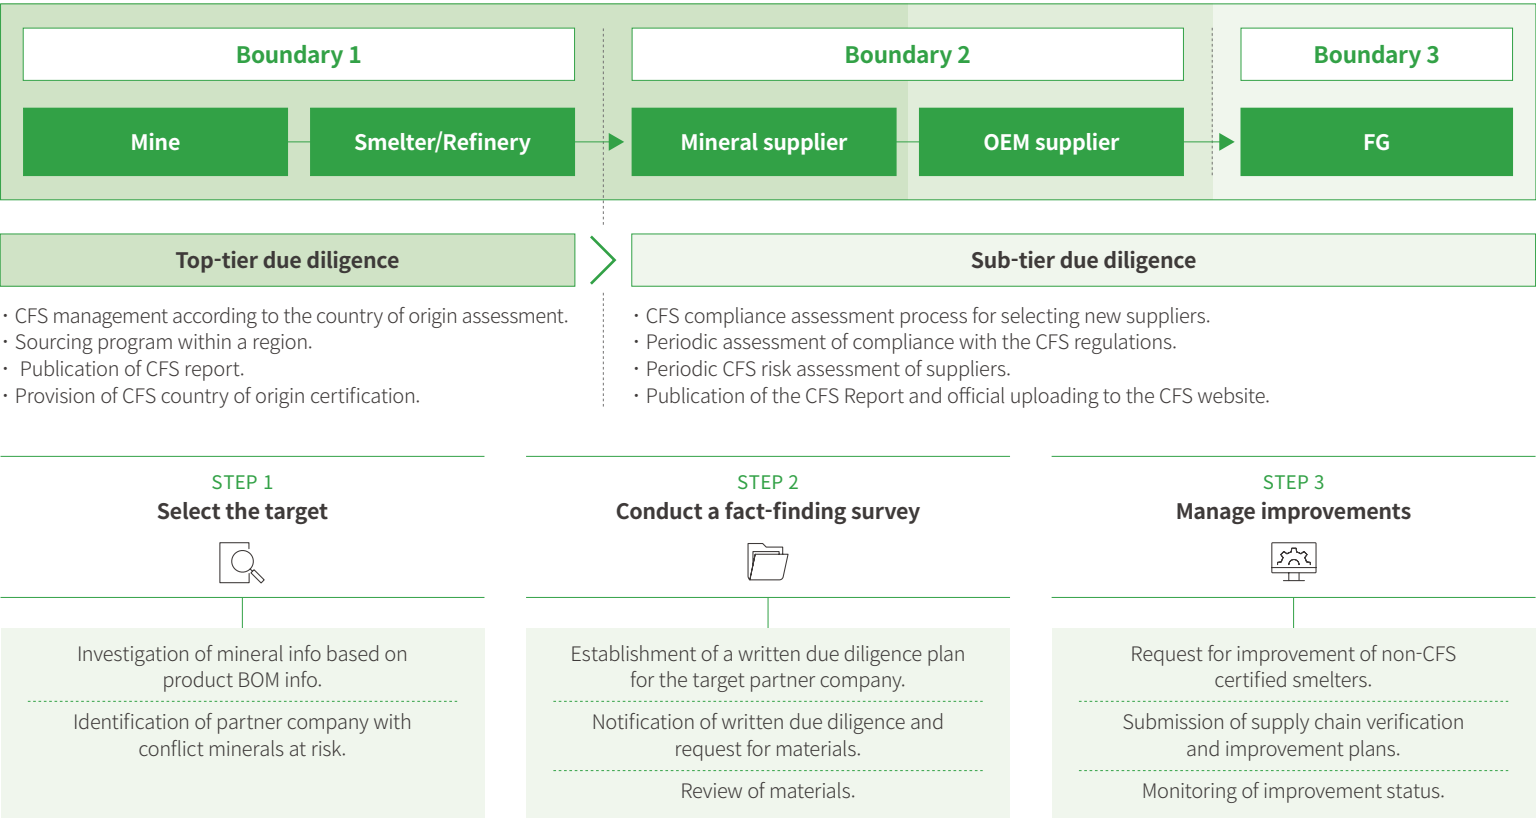 Boundary 1
Boundary 2
Boundary 3
Mine
Smelter/Refinery
Mineral supplier
OEM supplier
FG
Top-tier due diligence
Sub-tier due diligence
· CFS management according to the country of origin assessment.
· Sourcing program within a region.
· Publication of CFS report.
· Provision of CFS country of origin certification.
· CFS compliance assessment process for selecting new suppliers.
· Periodic assessment of compliance with the CFS regulations.
· Periodic CFS risk assessment of suppliers.
· Publication of the CFS Report and official uploading to the CFS website.
STEP 1
Select the target
Investigation of mineral info based on
product BOM info.
Identification of partner company with
conflict minerals at risk.
STEP 2
Conduct a fact-finding survey
Establishment of a written due diligence plan
for the target partner company.
Notification of written due diligence and
request for materials.
Review of materials.
STEP 3
Manage improvements
Request for improvement of non-CFS
certified smelters.
Submission of supply chain verification
and improvement plans.
Monitoring of improvement status.